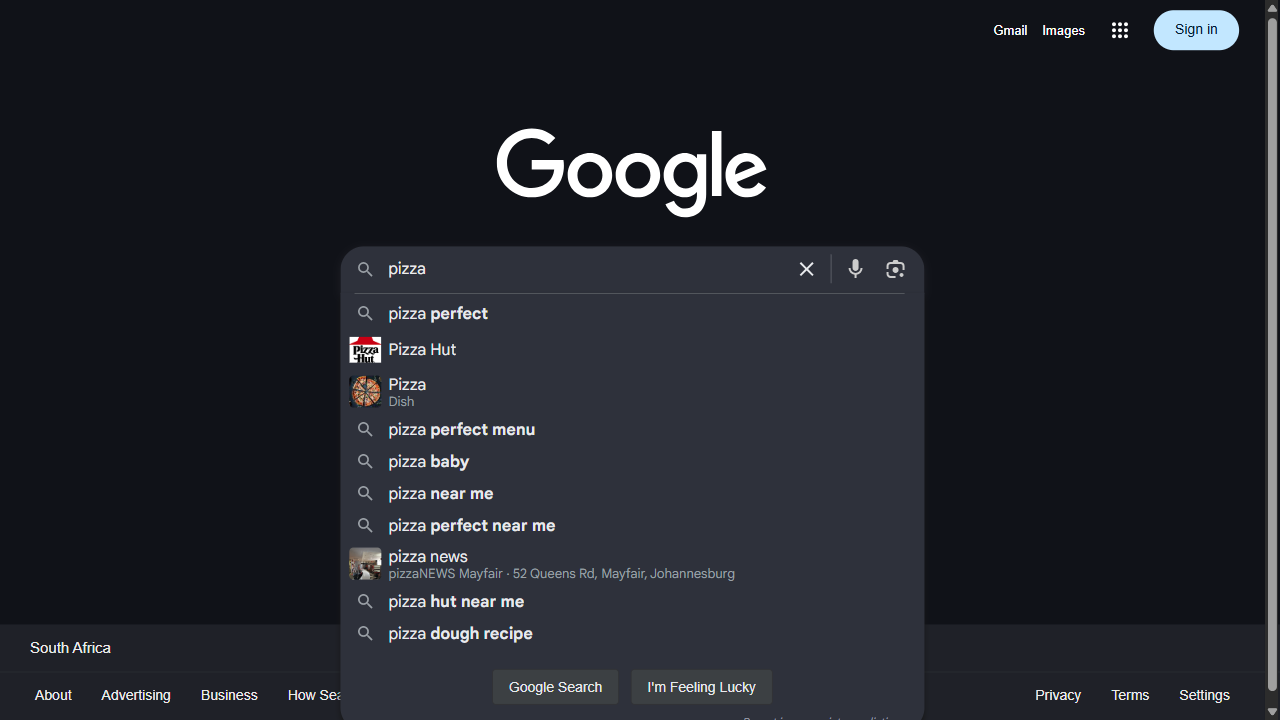 Gmail Images Sign in
Google
pizza
pizza perfect
Pizza Hut
Pizza Hut
Pizza
Dish
pizza perfect menu
pizza baby
pizza near me
pizza perfect near me
pizza news
pizzaNEWS Mayfair · 52 Queens Rd, Mayfair, Johannesburg
pizza hut near me
pizza dough recipe
South Africa
Google Search I'm Feeling Lucky
About Advertising Business How Sea Privacy Terms Settings